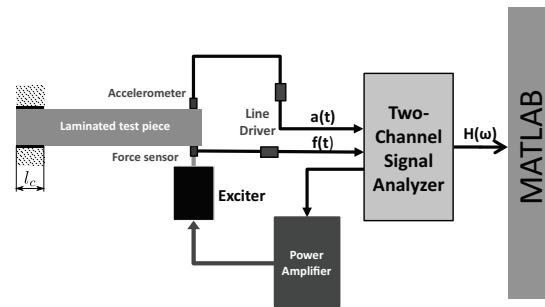 Accelerometer
Laminated test piece
Force sensor
l_c
Line
Driver
a(t)
f(t)
Exciter
Two-
Channel
Signal
Analyzer
H(ω)
Power
Amplifier
MATLAB